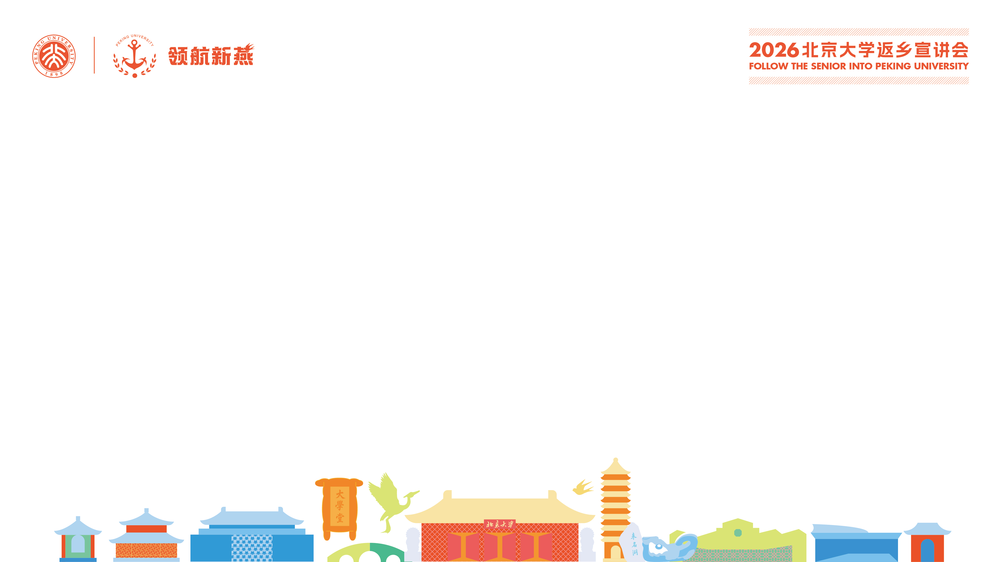 PEKING UNIVERSITY
1898
PEKING UNIVERSITY
领航新燕
2026北京大学返乡宣讲会
FOLLOW THE SENIOR INTO PEKING UNIVERSITY
大學堂
北京大学
未名湖